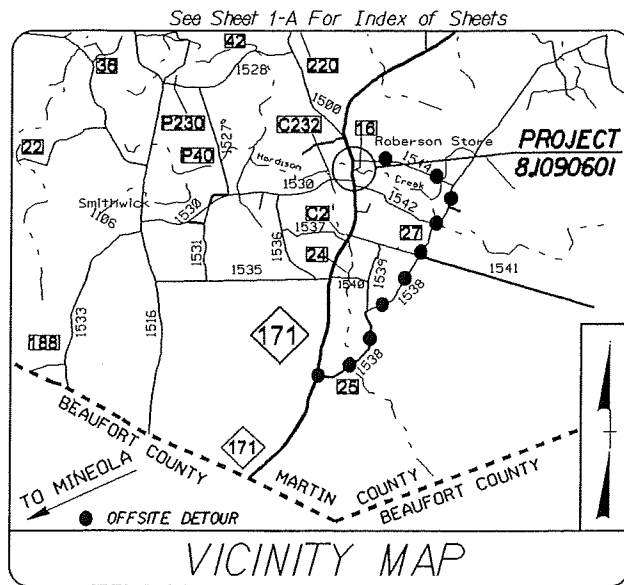 See Sheet 1-A For Index of Sheets
42
36
1528
220
1500
P230
1527
C232
16
Roberson Store
PROJECT
8J090601
22
P40
Hardison
1544
Creek
1530
1542
Smithwick
1106
1530
C2
1537
1531
1536
24
27
1539
1541
1535
1540
1538
171
1533
1516
188
1538
25
BEAUFORT COUNTY
171
MARTIN COUNTY
BEAUFORT COUNTY
TO MINEOLA
OFFSITE DETOUR
VICINITY MAP